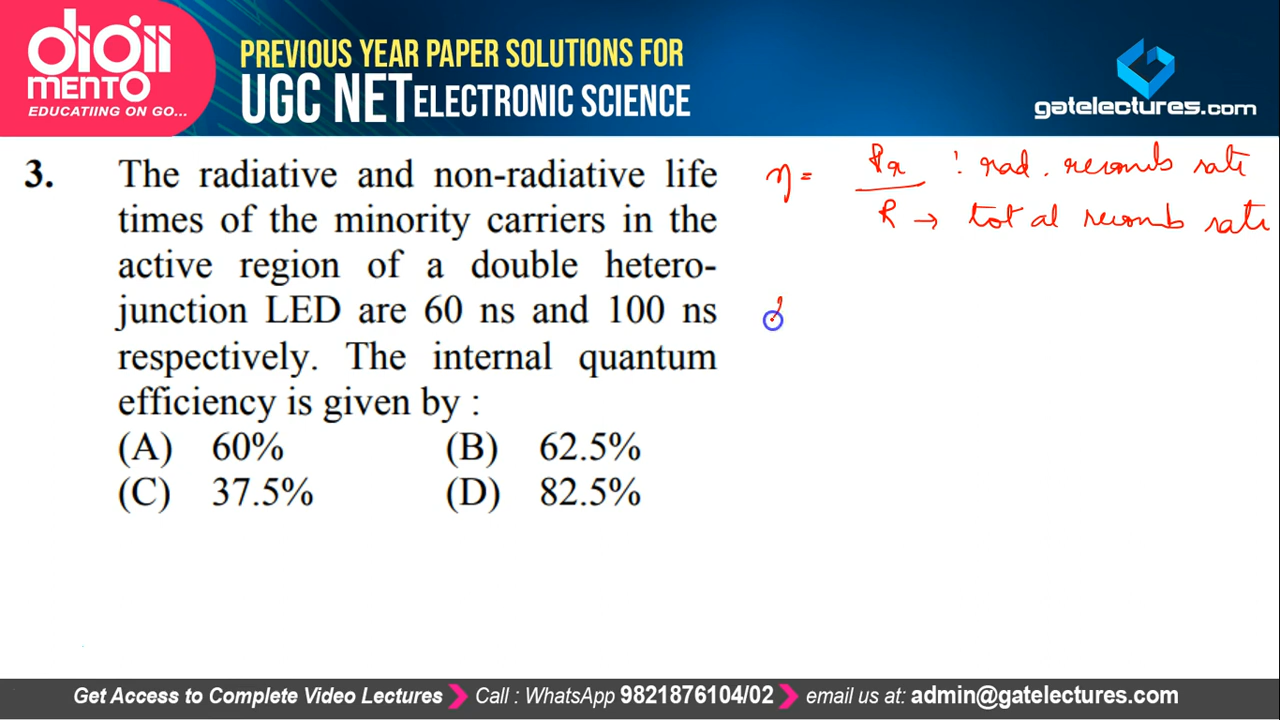 digii
MENTO
EDUCATIING ON GO...
PREVIOUS YEAR PAPER SOLUTIONS FOR
UGC NET ELECTRONIC SCIENCE
gatelectures.com
3. The radiative and non-radiative life
times of the minority carriers in the
active region of a double hetero-
junction LED are 60 ns and 100 ns
respectively. The internal quantum
efficiency is given by :
(A) 60% (B) 62.5%
(C) 37.5% (D) 82.5%
η = Rr : rad. recomb rate
R → total recomb rate
Get Access to Complete Video Lectures Call : WhatsApp 9821876104/02 email us at: admin@gatelectures.com